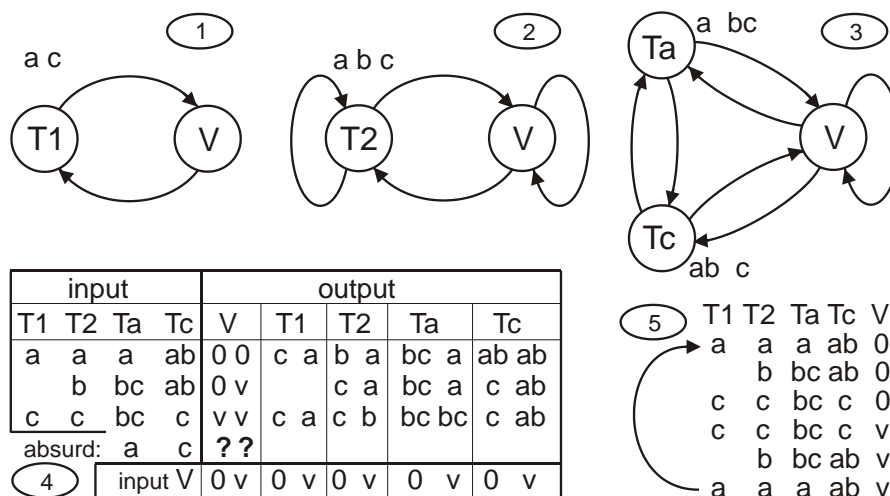 1
a c
T1 V
2
a b c
T2 V
3
Ta a bc
V
Tc
ab c
input output
T1 T2 Ta Tc V T1 T2 Ta Tc
a a a ab 0 0 c a b a bc a ab ab
b bc ab 0 v c a bc a c ab
c c bc c v v c a c b bc bc c ab
absurd: a c ? ?
4 input V 0 v 0 v 0 v 0 v 0 v
5 T1 T2 Ta Tc V
a a a ab 0
b bc ab 0
c c bc c 0
c c bc c v
b bc ab v
a a a ab v